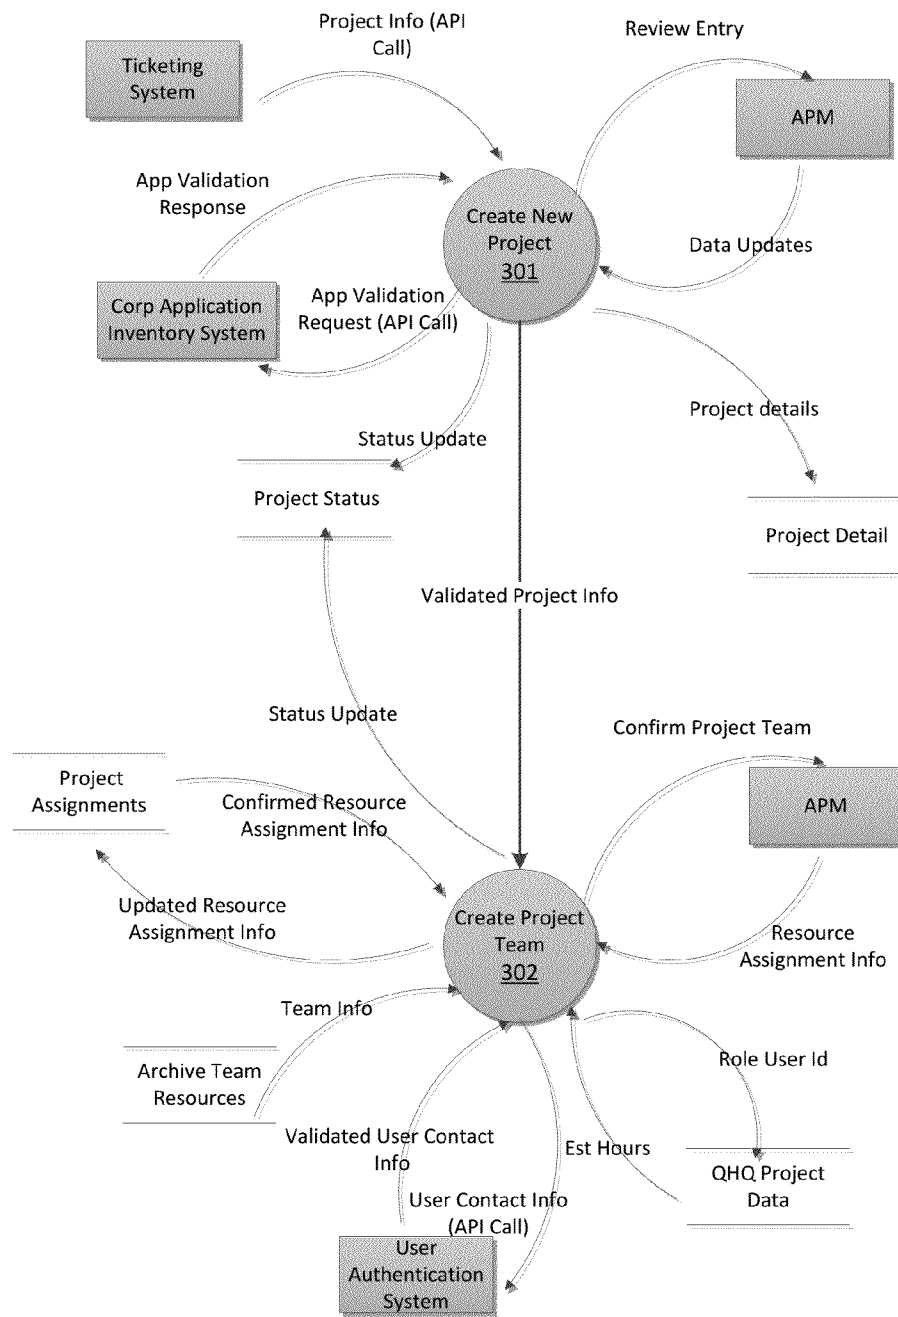 Project Info (API
Call)
Review Entry
Ticketing
System
APM
App Validation
Response
Create New
Project
301
Data Updates
Corp Application
Inventory System
App Validation
Request (API Call)
Project details
Status Update
Project Status
Project Detail
Validated Project Info
Status Update
Confirm Project Team
Project
Assignments
Confirmed Resource
Assignment Info
APM
Updated Resource
Assignment Info
Create Project
Team
302
Resource
Assignment Info
Team Info
Archive Team
Resources
Role User Id
Validated User Contact
Info
Est Hours
QHQ Project
Data
User Contact Info
(API Call)
User
Authentication
System